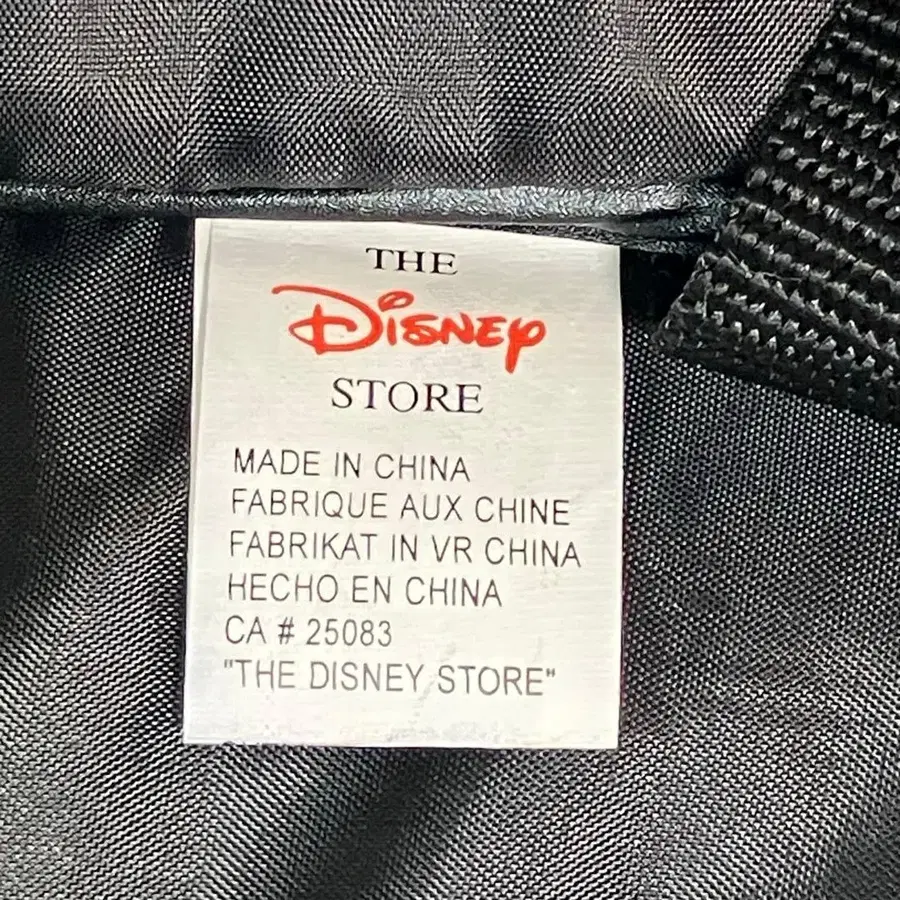 THE
Disney
STORE
MADE IN CHINA
FABRIQUE AUX CHINE
FABRIKAT IN VR CHINA
HECHO EN CHINA
CA # 25083
"THE DISNEY STORE"